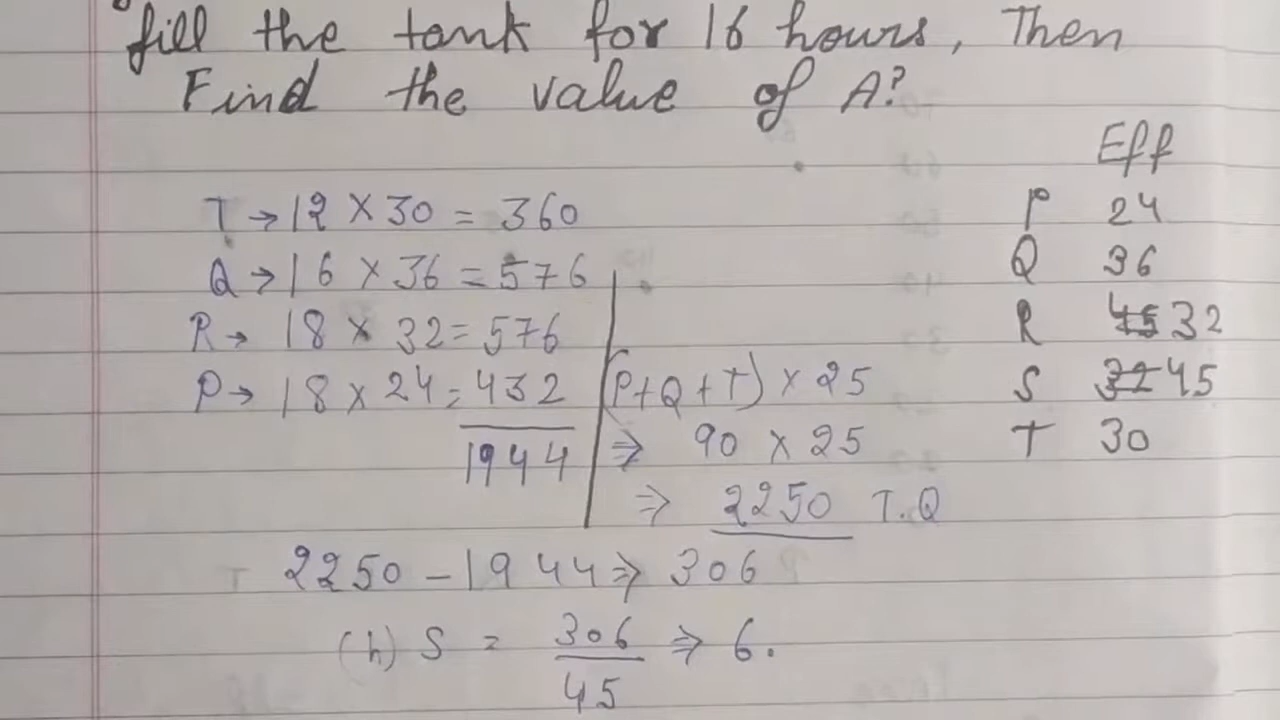 fill the tank for 16 hours, Then
Find the value of A?
Eff
T → 12 × 30 = 360
P 24
Q → 16 × 36 = 576
Q 36
R → 18 × 32 = 576
R 45 32
P → 18 × 24 = 432
(P+Q+T) × 25
S 32 45
1944
⇒ 90 × 25
T 30
⇒ 2250 T.Q
2250 - 1944 ⇒ 306
(h) S = 306/45 ⇒ 6.